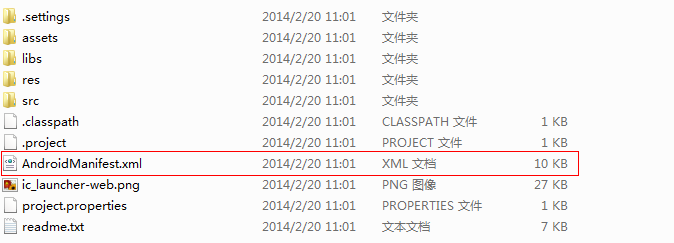 .settings 2014/2/20 11:01 文件夹
assets 2014/2/20 11:01 文件夹
libs 2014/2/20 11:01 文件夹
res 2014/2/20 11:01 文件夹
src 2014/2/20 11:01 文件夹
.classpath 2014/2/20 11:01 CLASSPATH 文件 1 KB
.project 2014/2/20 11:01 PROJECT 文件 1 KB
AndroidManifest.xml 2014/2/20 11:01 XML 文档 10 KB
ic_launcher-web.png 2014/2/20 11:01 PNG 图像 27 KB
project.properties 2014/2/20 11:01 PROPERTIES 文件 1 KB
readme.txt 2014/2/20 11:01 文本文档 7 KB